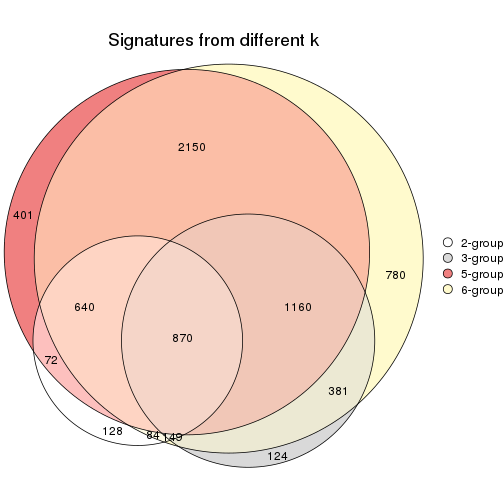 Signatures from different k
2150
401
2-group
3-group
5-group
6-group
780
640
1160
870
72
381
128
84
149
124